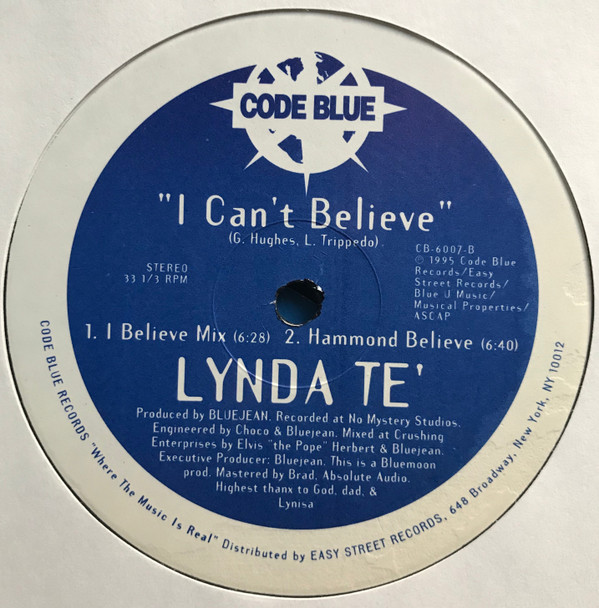 CODE BLUE
"I Can't Believe"
(G. Hughes, L. Trippedo)
STEREO
33 1/3 RPM
CB-6007-B
℗ 1995 Code Blue
Records/Easy
Street Records/
Blue J Music/
Musical Properties/
ASCAP
1. I Believe Mix (6:28) 2. Hammond Believe (6:40)
LYNDA TE'
Produced by BLUEJEAN. Recorded at No Mystery Studios.
Engineered by Choco & Bluejean. Mixed at Crushing
Enterprises by Elvis "the Pope" Herbert & Bluejean.
Executive Producer: Bluejean. This is a Bluemoon
prod. Mastered by Brad, Absolute Audio.
Highest thanx to God, dad, &
Lynisa
CODE BLUE RECORDS "Where The Music Is Real" Distributed by EASY STREET RECORDS, 648 Broadway, New York, NY 10012